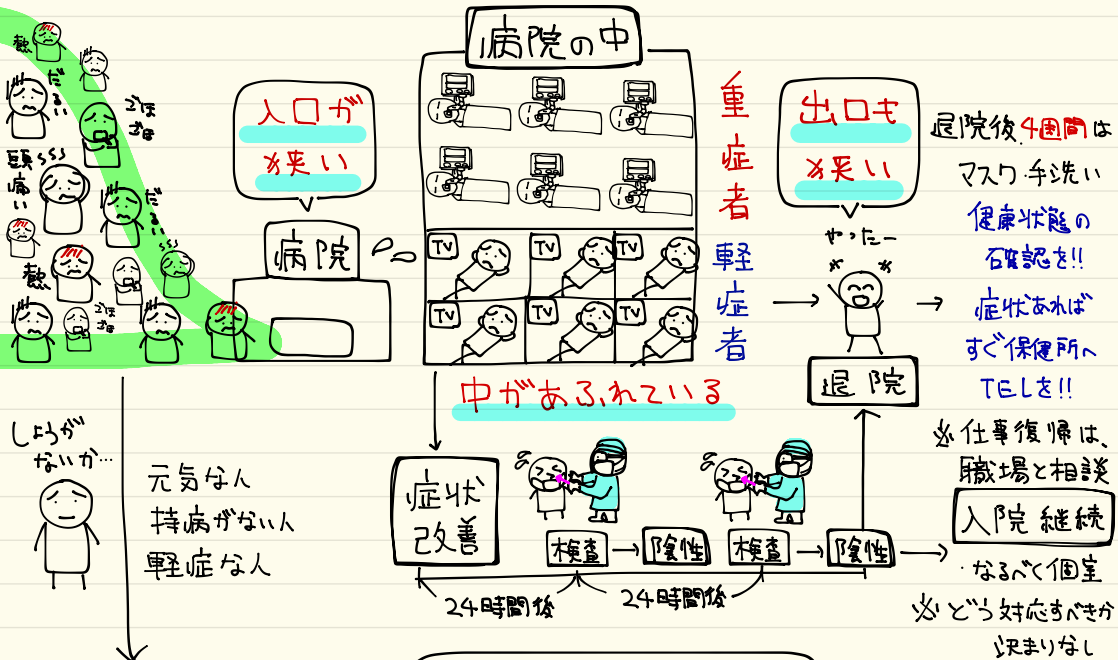 病院の中
熱
だるい
ゴホ
ゴホ
頭痛い
だるい
熱
ゴホ
ゴホ
入口が
狭い
病院
TV
TV
TV
TV
TV
TV
重症者
軽症者
中があふれている
出口も
狭い
やったー
退院
退院後4週間は
マスク・手洗い
健康状態の
確認を!!
症状あれば
すぐ保健所へ
TELを!!
※仕事復帰は、
職場と相談
しょうが
ないか…
元気な人
持病がない人
軽症な人
症状
改善
検査
陰性
検査
陰性
24時間後
24時間後
入院継続
・なるべく個室
※どう対応すべきか
決まりなし